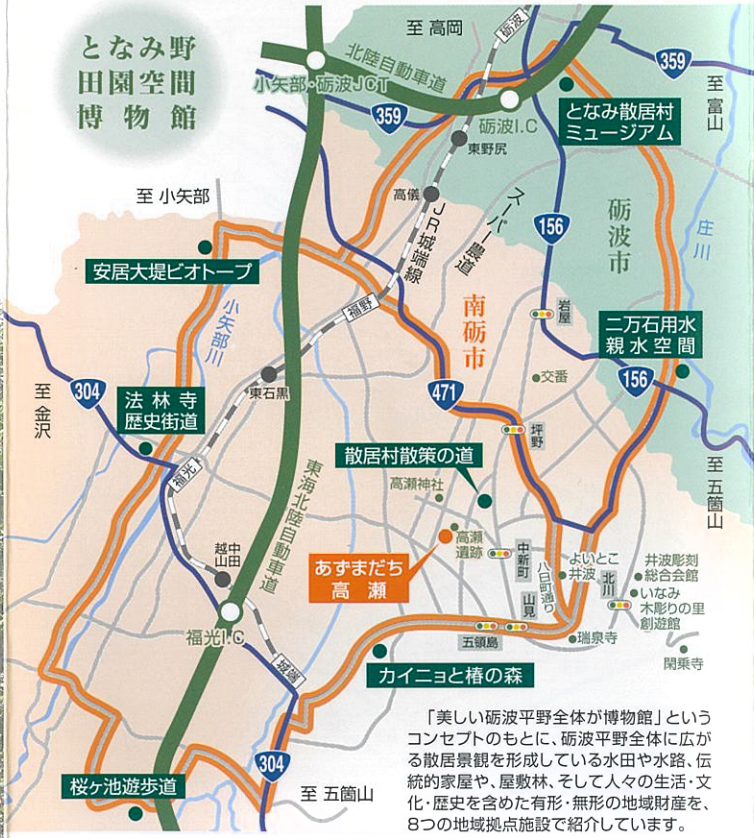 となみ野
田園空間
博物館
至 高岡
砺波
北陸自動車道
小矢部・砺波JCT
359
359
至 富山
砺波I.C
となみ散居村
ミュージアム
東野尻
至 小矢部
高儀
JR城端線
スーパー農道
156
砺波市
庄川
安居大堤ビオトープ
小矢部川
福野
南砺市
岩屋
二万石用水
親水空間
304
至 金沢
法林寺
歴史街道
東石黒
471
交番
156
坪野
福光
散居村散策の道
高瀬神社
至 五箇山
東海北陸自動車道
高瀬
遺跡
あずまだち
高瀬
越中
山田
中新町
八日町通り
山見
よいとこ
井波
北川
井波彫刻
総合会館
いなみ
木彫りの里
創遊館
福光I.C
五領島
瑞泉寺
閑乗寺
城端
カイニョと椿の森
304
至 五箇山
桜ヶ池遊歩道
「美しい砺波平野全体が博物館」という
コンセプトのもとに、砺波平野全体に広が
る散居景観を形成している水田や水路、伝
統的家屋や、屋敷林、そして人々の生活・文
化・歴史を含めた有形・無形の地域財産を、
8つの地域拠点施設で紹介しています。